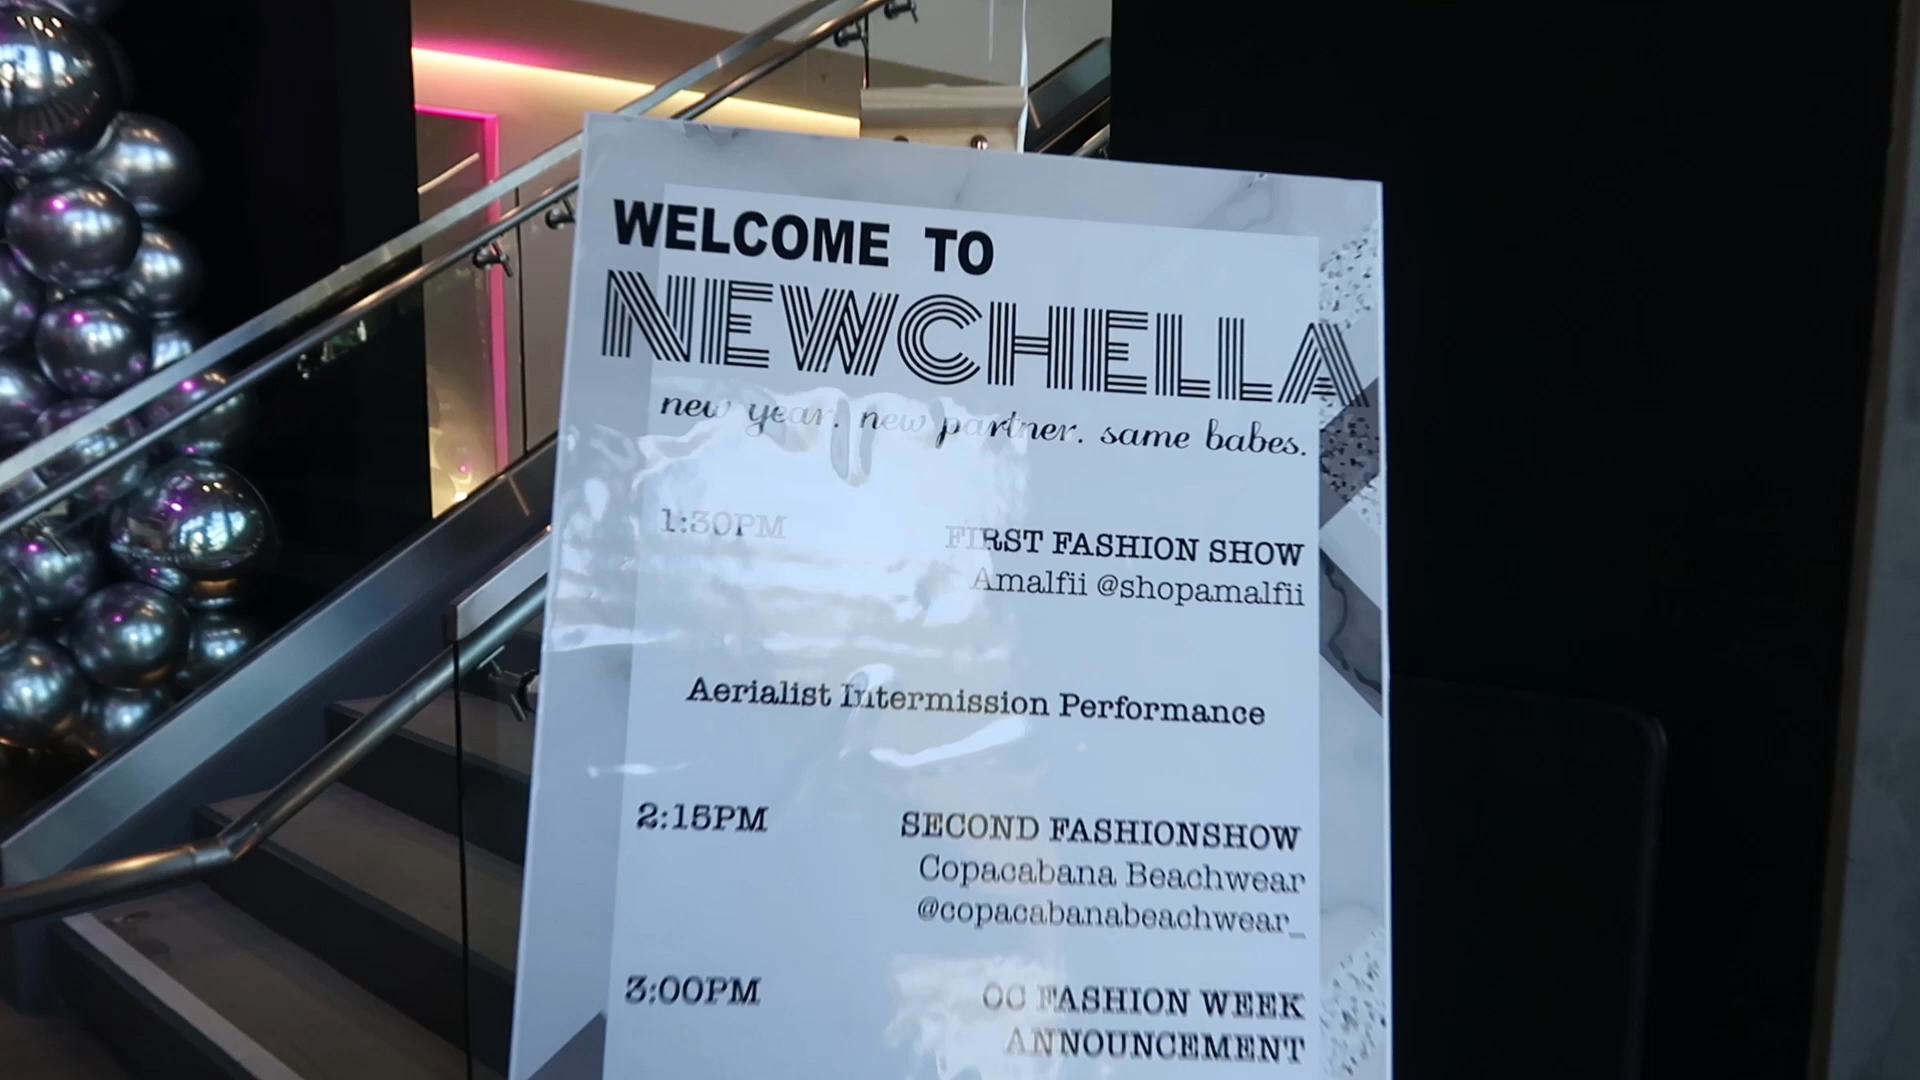 WELCOME TO
NEWCHELLA
new year. new partner. same babes.
1:30PM FIRST FASHION SHOW
Amalfii @shopamalfii
Aerialist Intermission Performance
2:15PM SECOND FASHIONSHOW
Copacabana Beachwear
@copacabanabeachwear_
3:00PM OC FASHION WEEK
ANNOUNCEMENT